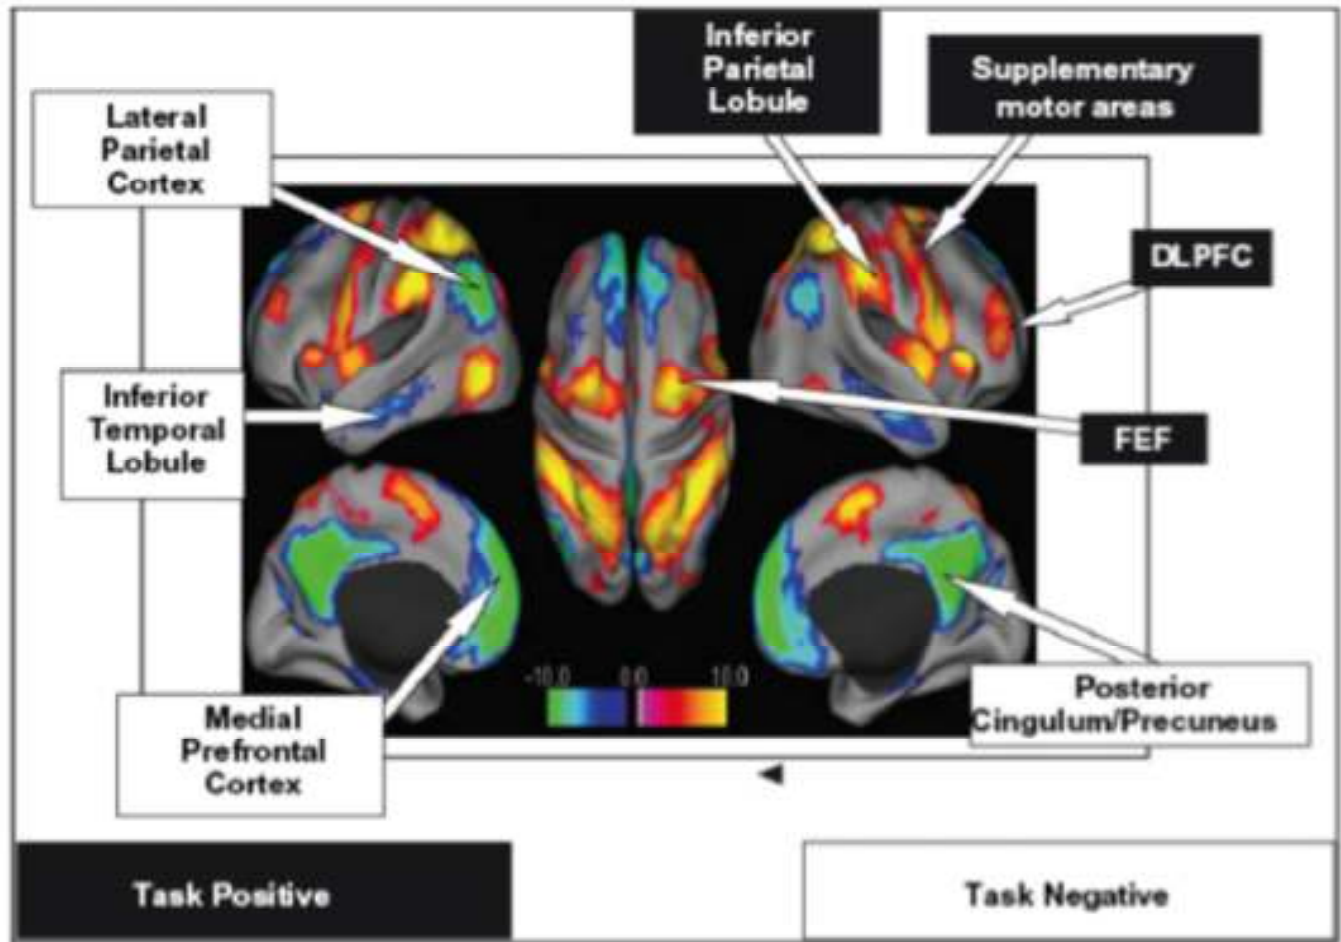 Inferior
Parietal
Lobule
Supplementary
motor areas
Lateral
Parietal
Cortex
DLPFC
Inferior
Temporal
Lobule
FEF
-10.0 0.0 10.0
Medial
Prefrontal
Cortex
Posterior
Cingulum/Precuneus
Task Positive
Task Negative